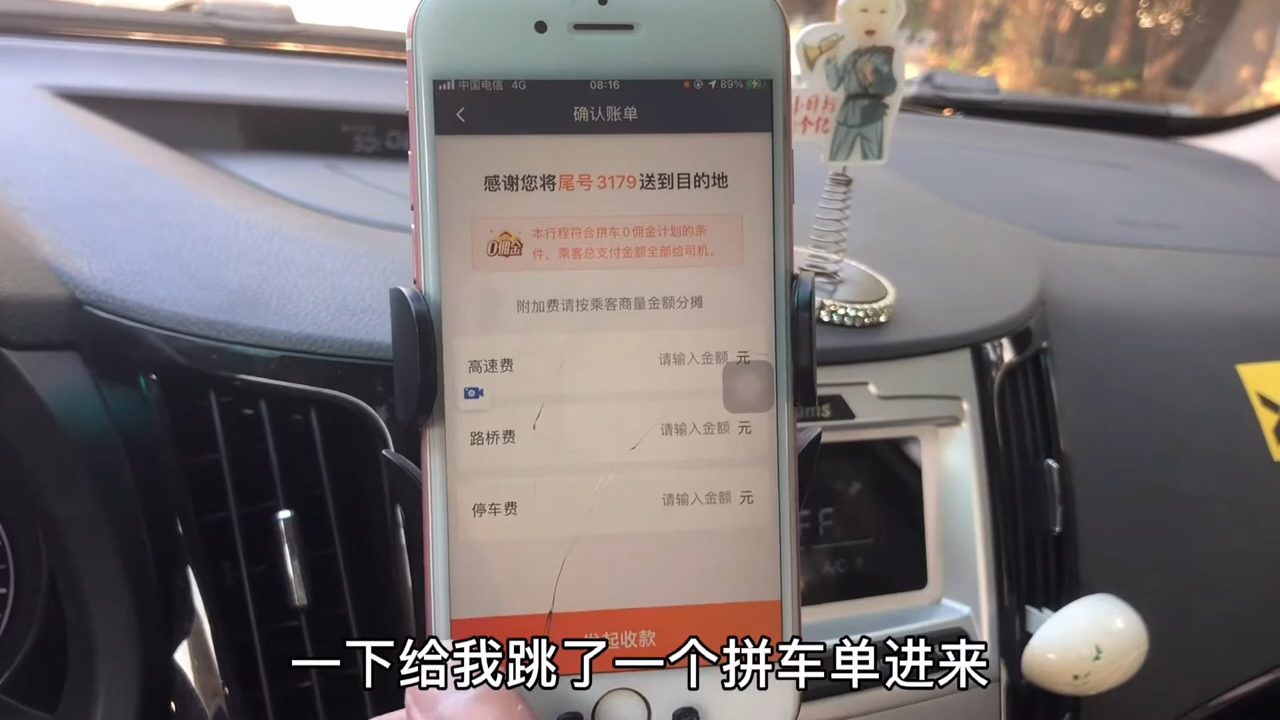 中国电信 4G 08:16 89%
确认账单
感谢您将尾号3179送到目的地
0佣金
本行程符合拼车0佣金计划的条
件，乘客总支付金额全部给司机。
附加费请按乘客商量金额分摊
高速费 请输入金额 元
路桥费 请输入金额 元
停车费 请输入金额 元
起收款
一下给我跳了一个拼车单进来